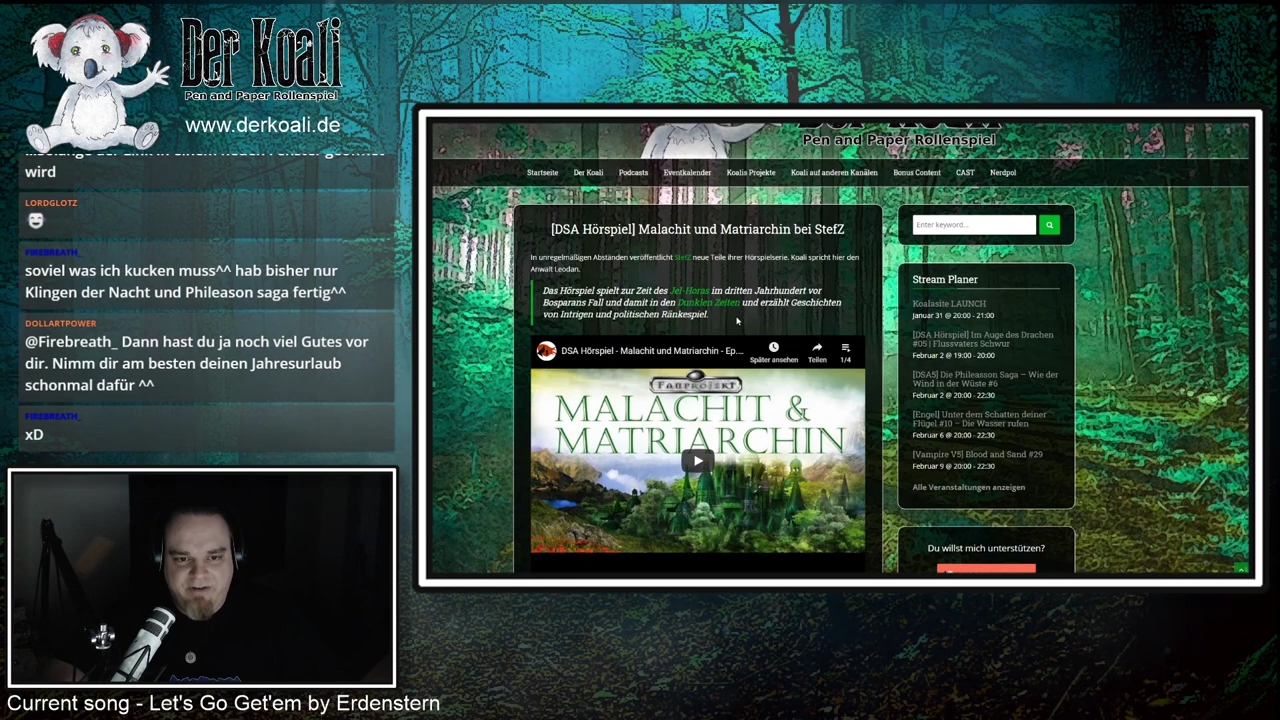 Der Koali
Pen and Paper Rollenspiel
www.derkoali.de
wird
LORDGLOTZ
FIREBREATH_
soviel was ich kucken muss^^ hab bisher nur
Klingen der Nacht und Phileason saga fertig^^
DOLLARTPOWER
@Firebreath_ Dann hast du ja noch viel Gutes vor
dir. Nimm dir am besten deinen Jahresurlaub
schonmal dafür ^^
FIREBREATH_
xD
Current song - Let's Go Get'em by Erdenstern
Pen and Paper Rollenspiel
Startseite Der Koali Podcasts Eventkalender Koalis Projekte Koali auf anderen Kanälen Bonus Content CAST Nerdpol
[DSA Hörspiel] Malachit und Matriarchin bei StefZ
In unregelmäßigen Abständen veröffentlicht StefZ neue Teile ihrer Hörspielserie. Koali spricht hier den
Anwalt Leodan.
Das Hörspiel spielt zur Zeit des Jel-Horas im dritten Jahrhundert vor
Bosparans Fall und damit in den Dunklen Zeiten und erzählt Geschichten
von Intrigen und politischen Ränkespiel.
DSA Hörspiel - Malachit und Matriarchin - Ep....
Später ansehen Teilen 1/4
FANPROJEKT
MALACHIT &
MATRIARCHIN
Enter keyword...
Stream Planer
Koalasite LAUNCH
Januar 31 @ 20:00 - 21:00
[DSA Hörspiel] Im Auge des Drachen
#05 | Flussvaters Schwur
Februar 2 @ 19:00 - 20:00
[DSA5] Die Phileasson Saga – Wie der
Wind in der Wüste #6
Februar 2 @ 20:00 - 22:30
[Engel] Unter dem Schatten deiner
Flügel #10 – Die Wasser rufen
Februar 6 @ 20:00 - 22:30
[Vampire V5] Blood and Sand #29
Februar 9 @ 20:00 - 22:30
Alle Veranstaltungen anzeigen
Du willst mich unterstützen?